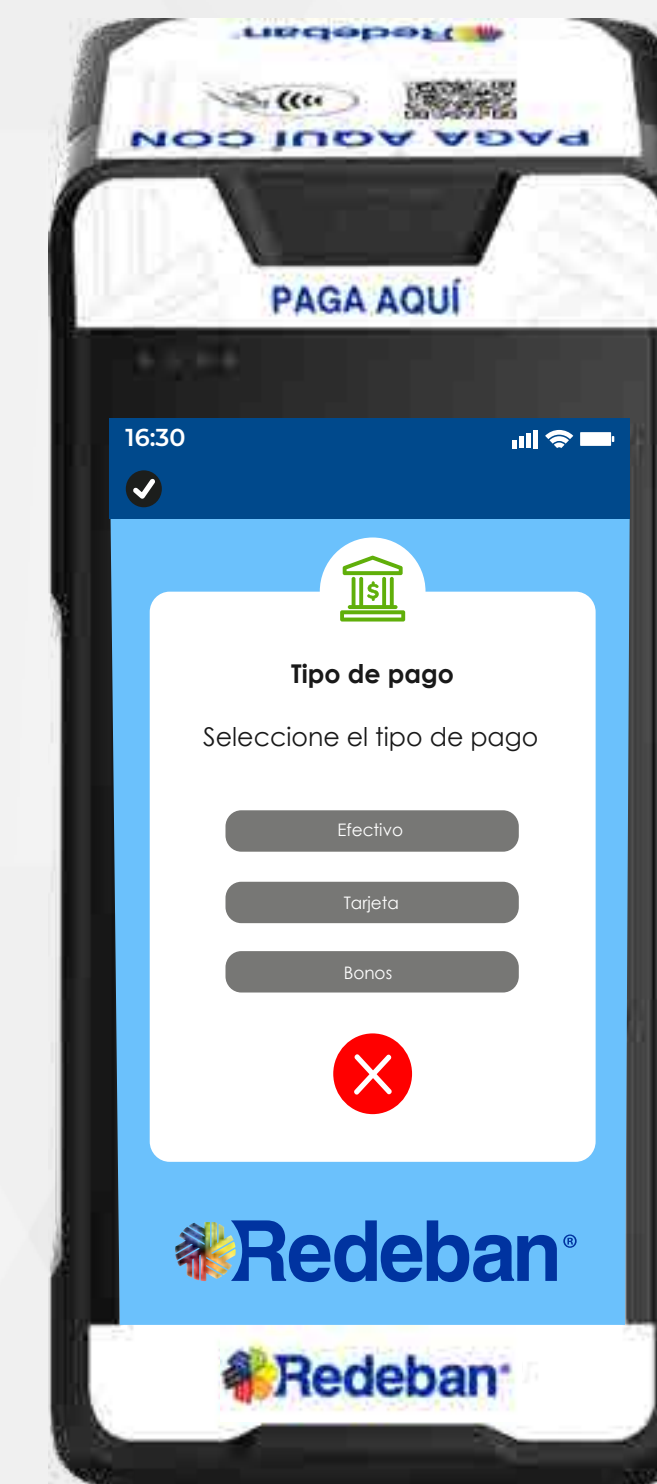 Redeban
PAGA AQUÍ CON
PAGA AQUÍ
16:30
Tipo de pago
Seleccione el tipo de pago
Efectivo
Tarjeta
Bonos
Redeban®
Redeban